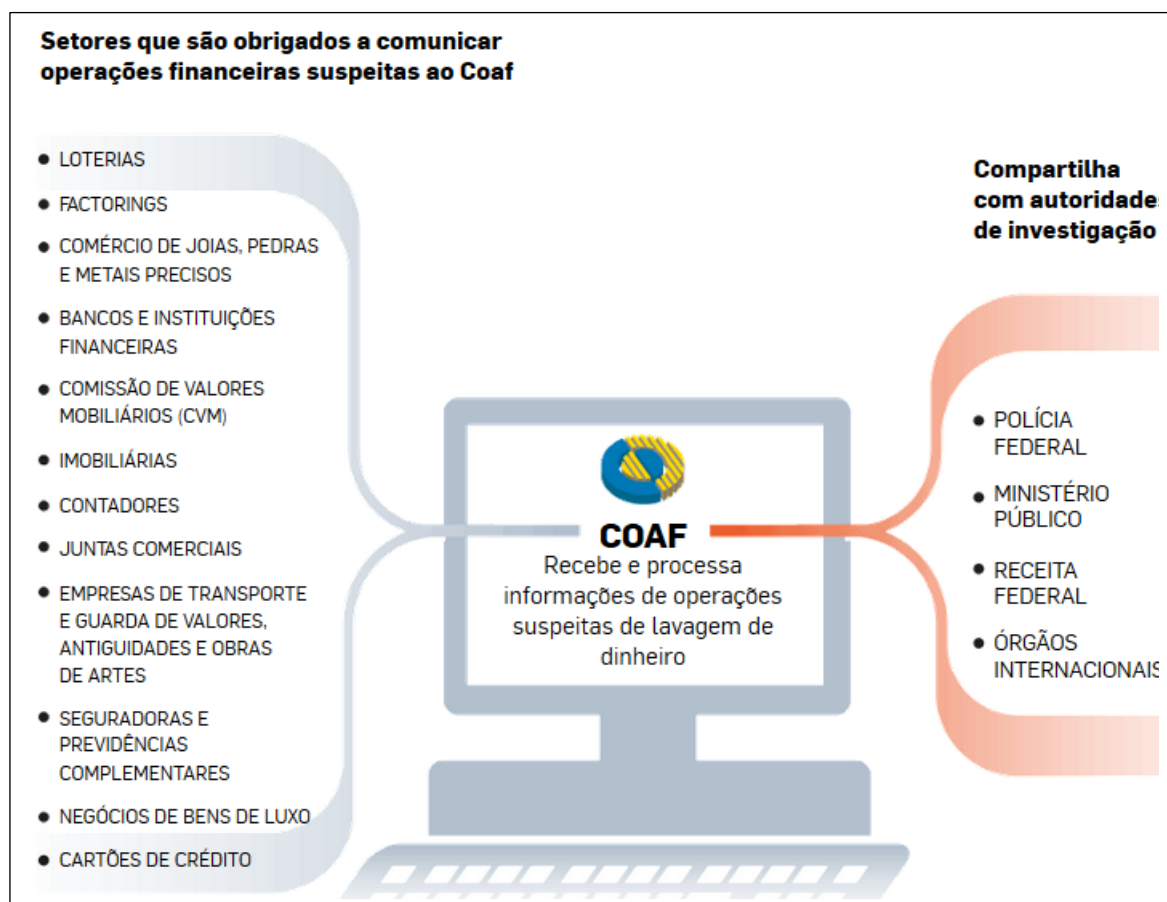 Setores que são obrigados a comunicar
operações financeiras suspeitas ao Coaf
• LOTERIAS
• FACTORINGS
• COMÉRCIO DE JOIAS, PEDRAS
E METAIS PRECISOS
• BANCOS E INSTITUIÇÕES
FINANCEIRAS
• COMISSÃO DE VALORES
MOBILIÁRIOS (CVM)
• IMOBILIÁRIAS
• CONTADORES
• JUNTAS COMERCIAIS
• EMPRESAS DE TRANSPORTE
E GUARDA DE VALORES,
ANTIGUIDADES E OBRAS
DE ARTES
• SEGURADORAS E
PREVIDÊNCIAS
COMPLEMENTARES
• NEGÓCIOS DE BENS DE LUXO
• CARTÕES DE CRÉDITO
COAF
Recebe e processa
informações de operações
suspeitas de lavagem de
dinheiro
Compartilha
com autoridades
de investigação
• POLÍCIA
FEDERAL
• MINISTÉRIO
PÚBLICO
• RECEITA
FEDERAL
• ÓRGÃOS
INTERNACIONAIS